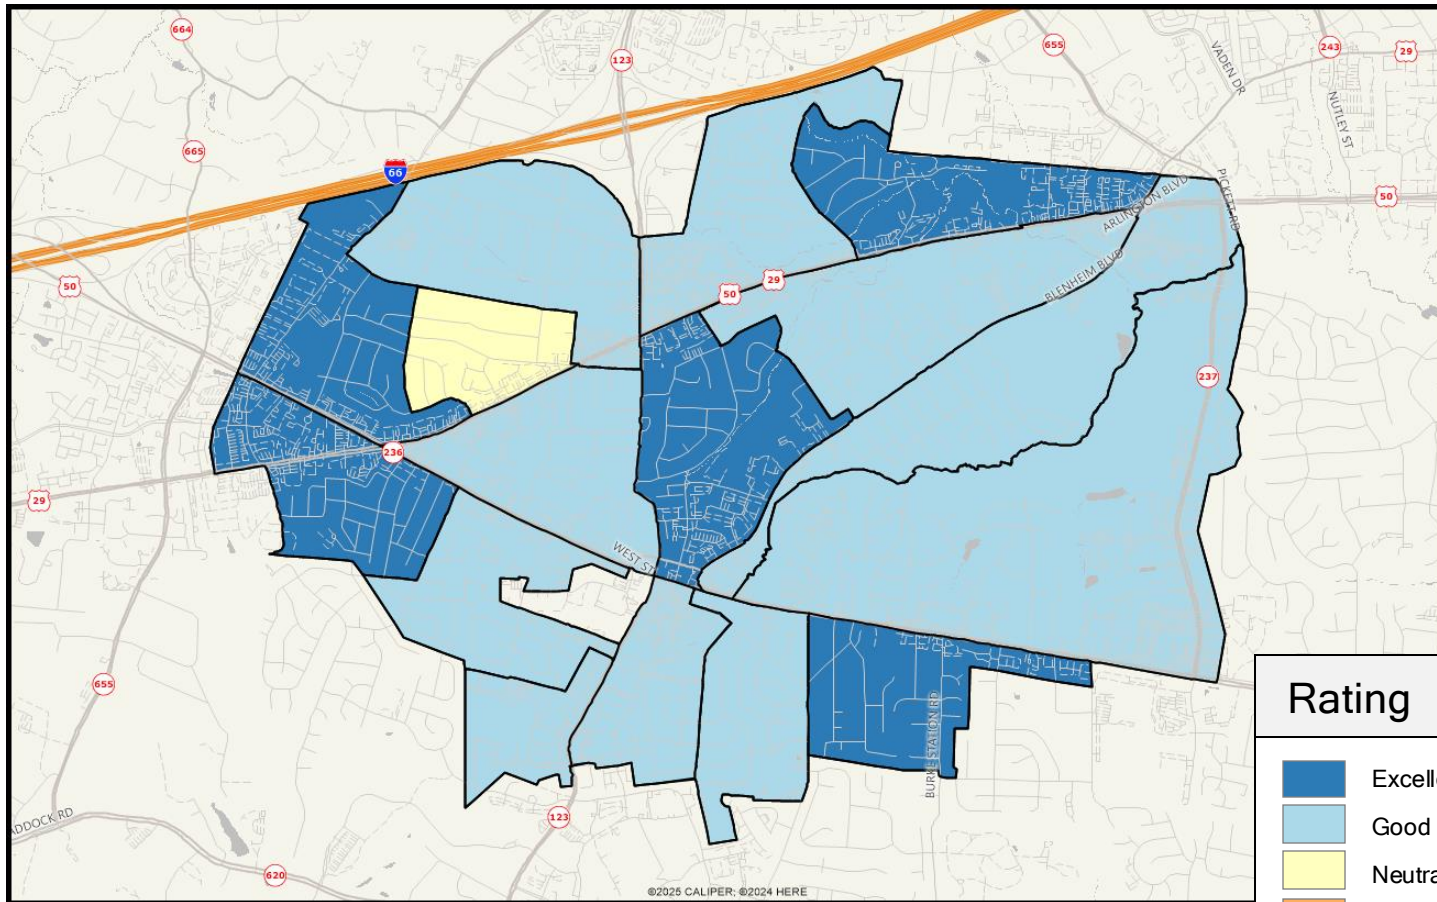 664
123
655
243
29
VADEN DR
NUTLEY ST
665
66
PICKETT RD
50
ARLINGTON BLVD
50
29
50
BLENHEIM BLVD
237
236
29
WEST ST
655
BURKE STATION RD
123
620
ADDOCK RD
©2025 CALIPER; ©2024 HERE
Rating
Excelle
Good
Neutra